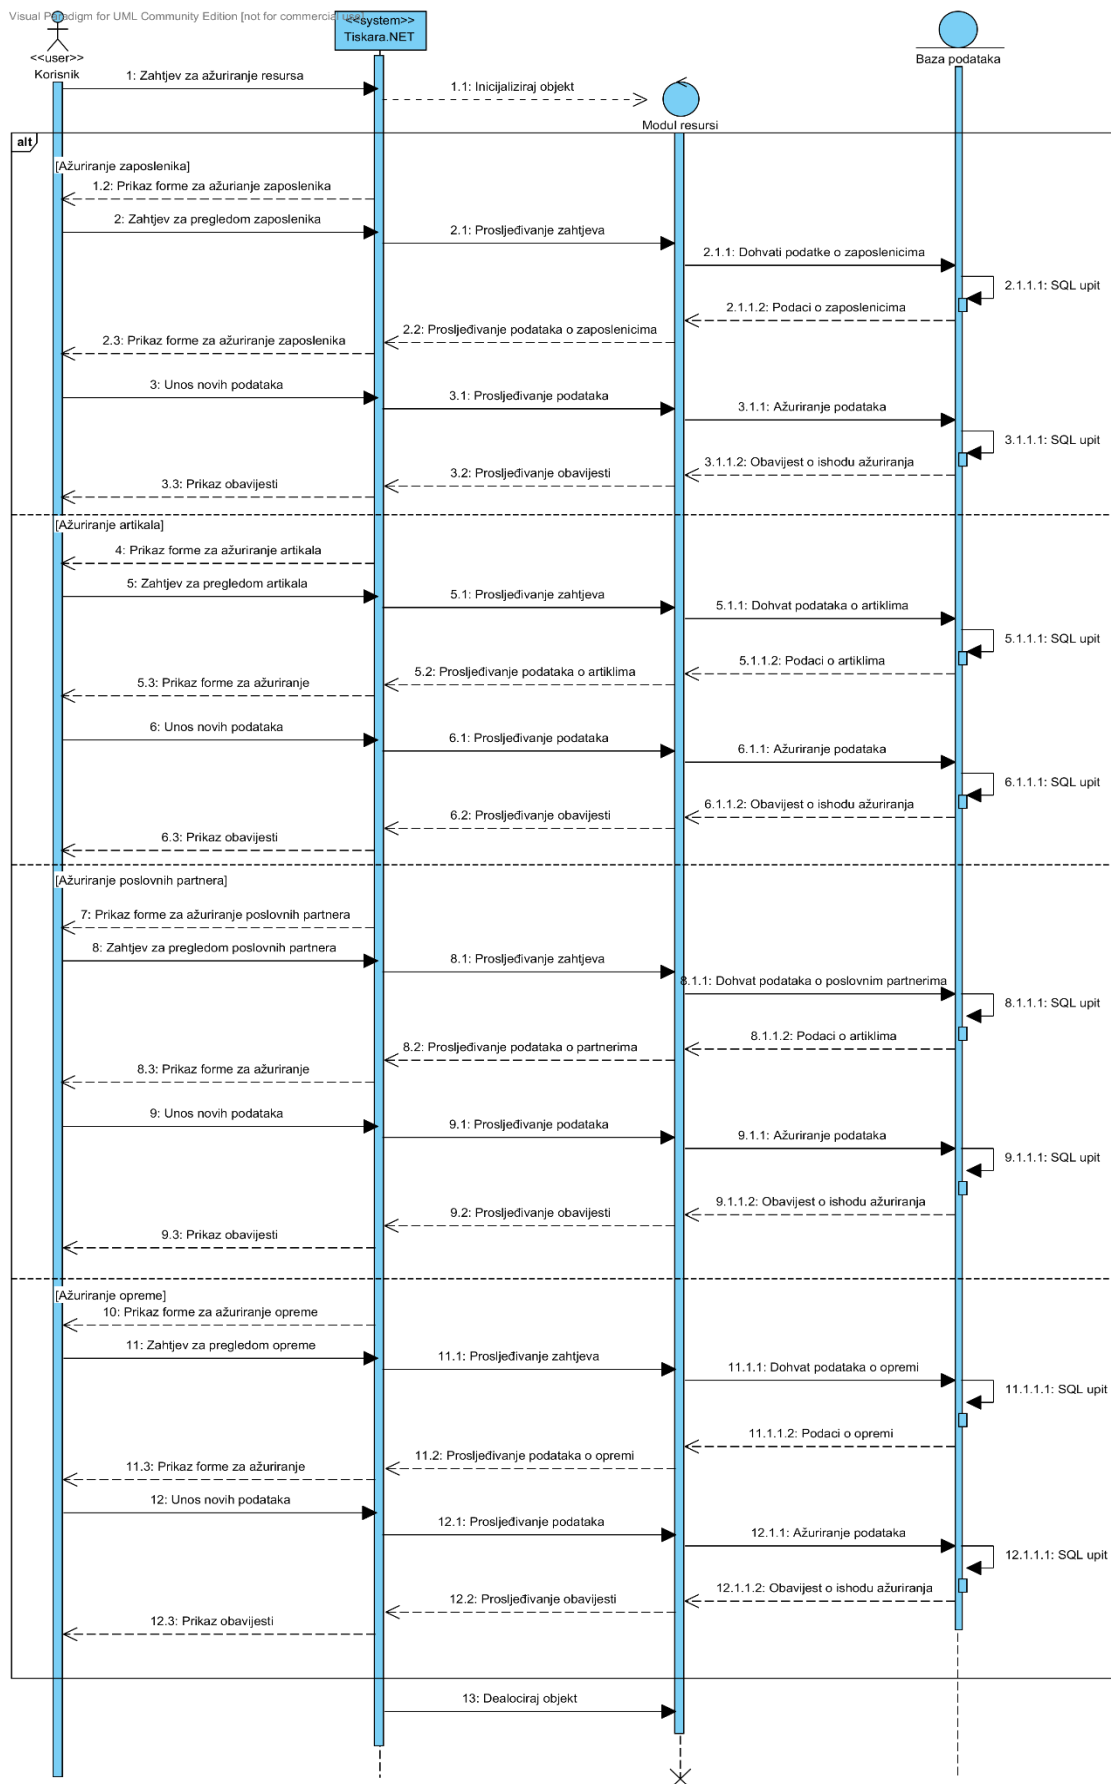 Visual Paradigm for UML Community Edition [not for commercial use]
<<system>>
Tiskara.NET
<<user>>
Korisnik
Baza podataka
1: Zahtjev za ažuriranje resursa
1.1: Inicijaliziraj objekt
Modul resursi
alt
[Ažuriranje zaposlenika]
1.2: Prikaz forme za ažurianje zaposlenika
2: Zahtjev za pregledom zaposlenika
2.1: Prosljeđivanje zahtjeva
2.1.1: Dohvati podatke o zaposlenicima
2.1.1.1: SQL upit
2.1.1.2: Podaci o zaposlenicima
2.2: Prosljeđivanje podataka o zaposlenicima
2.3: Prikaz forme za ažuriranje zaposlenika
3: Unos novih podataka
3.1: Prosljeđivanje podataka
3.1.1: Ažuriranje podataka
3.1.1.1: SQL upit
3.1.1.2: Obavijest o ishodu ažuriranja
3.2: Prosljeđivanje obavijesti
3.3: Prikaz obavijesti
[Ažuriranje artikala]
4: Prikaz forme za ažuriranje artikala
5: Zahtjev za pregledom artikala
5.1: Prosljeđivanje zahtjeva
5.1.1: Dohvat podataka o artiklima
5.1.1.1: SQL upit
5.1.1.2: Podaci o artiklima
5.2: Prosljeđivanje podataka o artiklima
5.3: Prikaz forme za ažuriranje
6: Unos novih podataka
6.1: Prosljeđivanje podataka
6.1.1: Ažuriranje podataka
6.1.1.1: SQL upit
6.1.1.2: Obavijest o ishodu ažuriranja
6.2: Prosljeđivanje obavijesti
6.3: Prikaz obavijesti
[Ažuriranje poslovnih partnera]
7: Prikaz forme za ažuriranje poslovnih partnera
8: Zahtjev za pregledom poslovnih partnera
8.1: Prosljeđivanje zahtjeva
8.1.1: Dohvat podataka o poslovnim partnerima
8.1.1.1: SQL upit
8.1.1.2: Podaci o artiklima
8.2: Prosljeđivanje podataka o partnerima
8.3: Prikaz forme za ažuriranje
9: Unos novih podataka
9.1: Prosljeđivanje podataka
9.1.1: Ažuriranje podataka
9.1.1.1: SQL upit
9.1.1.2: Obavijest o ishodu ažuriranja
9.2: Prosljeđivanje obavijesti
9.3: Prikaz obavijesti
[Ažuriranje opreme]
10: Prikaz forme za ažuriranje opreme
11: Zahtjev za pregledom opreme
11.1: Prosljeđivanje zahtjeva
11.1.1: Dohvat podataka o opremi
11.1.1.1: SQL upit
11.1.1.2: Podaci o opremi
11.2: Prosljeđivanje podataka o opremi
11.3: Prikaz forme za ažuriranje
12: Unos novih podataka
12.1: Prosljeđivanje podataka
12.1.1: Ažuriranje podataka
12.1.1.1: SQL upit
12.1.1.2: Obavijest o ishodu ažuriranja
12.2: Prosljeđivanje obavijesti
12.3: Prikaz obavijesti
13: Dealociraj objekt